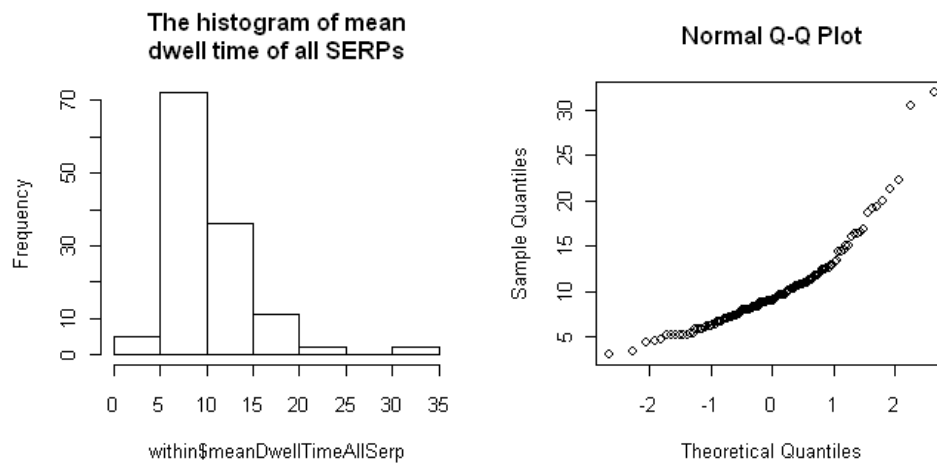 The histogram of mean
dwell time of all SERPs
Frequency
70
50
30
10
0
0 5 10 15 20 25 30 35
within$meanDwellTimeAllSerp
Normal Q-Q Plot
Sample Quantiles
30
25
20
15
10
5
-2 -1 0 1 2
Theoretical Quantiles